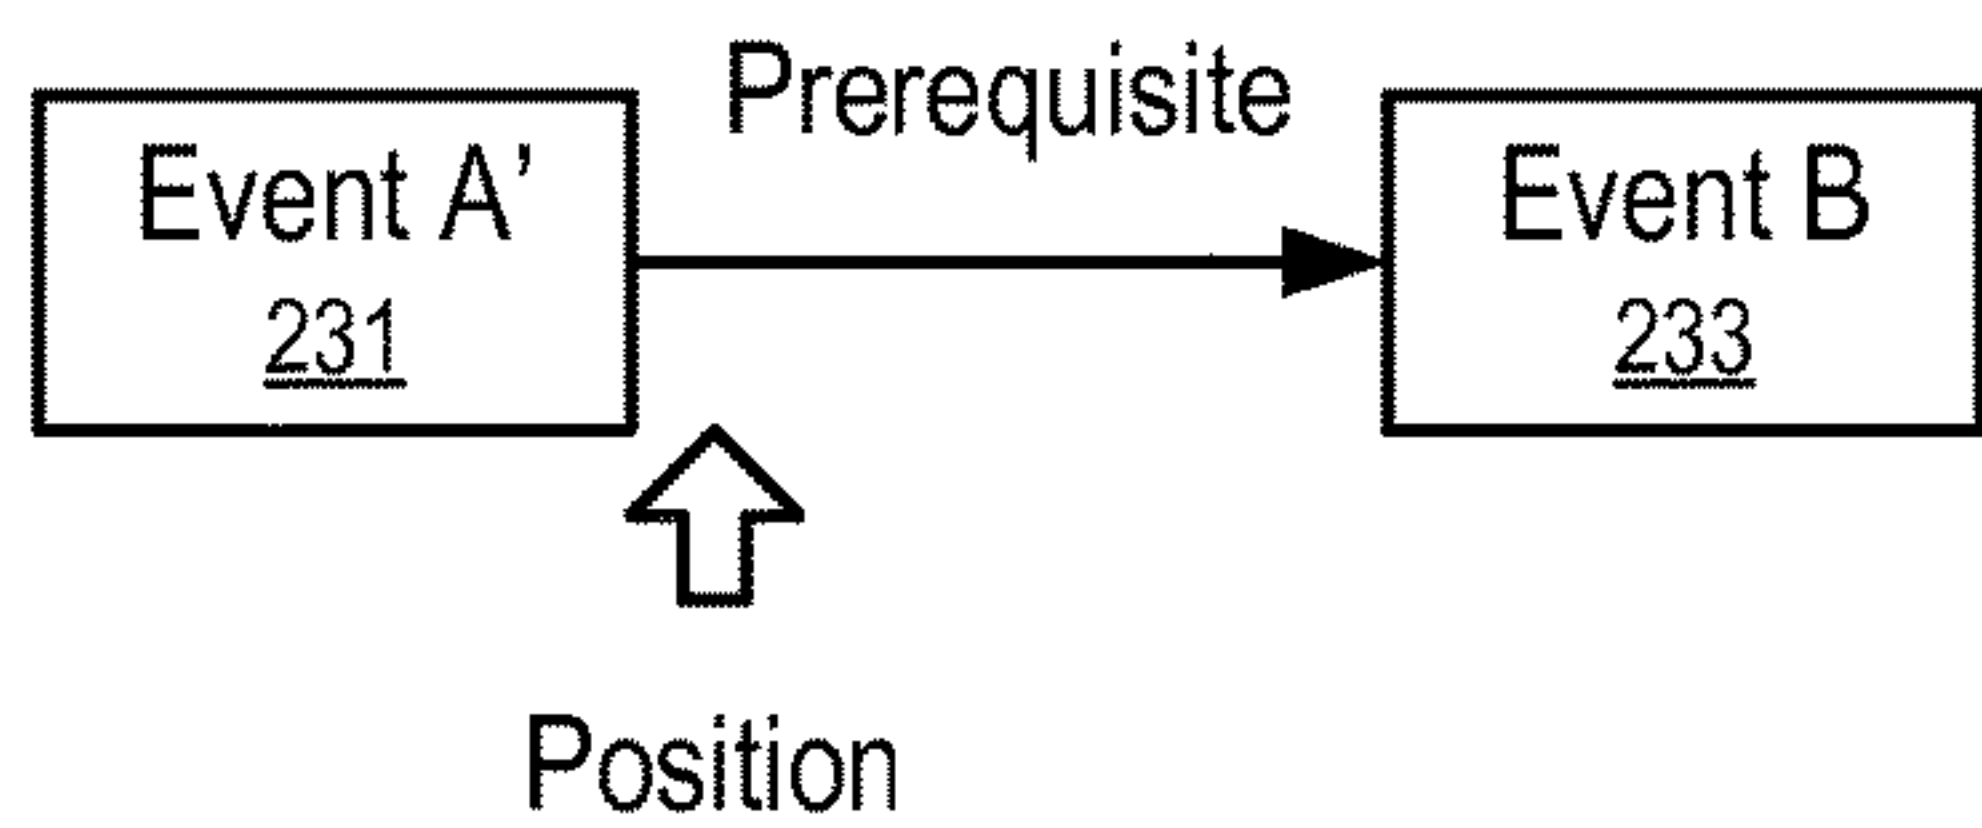 Prerequisite
Event A’
231
Event B
233
Position